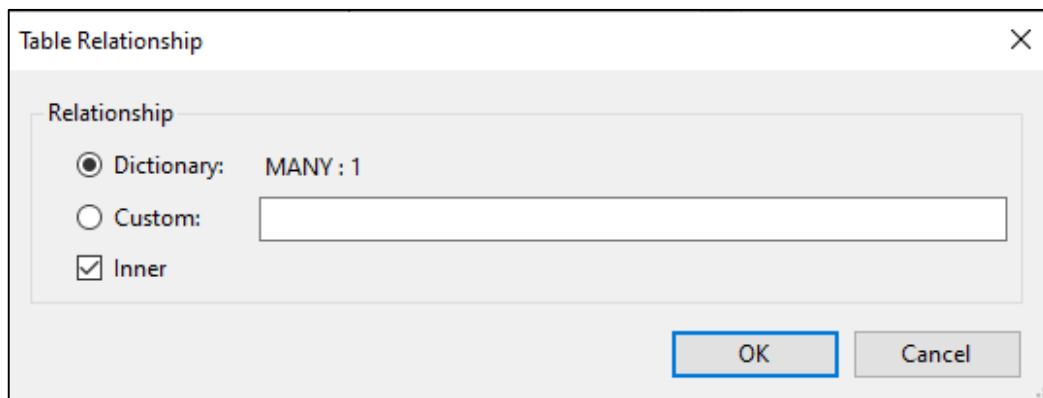 Table Relationship
Relationship
Dictionary: MANY : 1
Custom:
Inner
OK Cancel